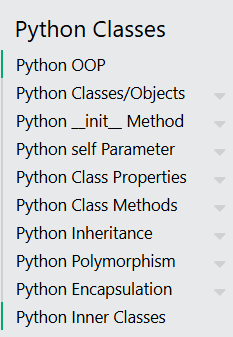 Python Classes
Python OOP
Python Classes/Objects
Python __init__ Method
Python self Parameter
Python Class Properties
Python Class Methods
Python Inheritance
Python Polymorphism
Python Encapsulation
Python Inner Classes